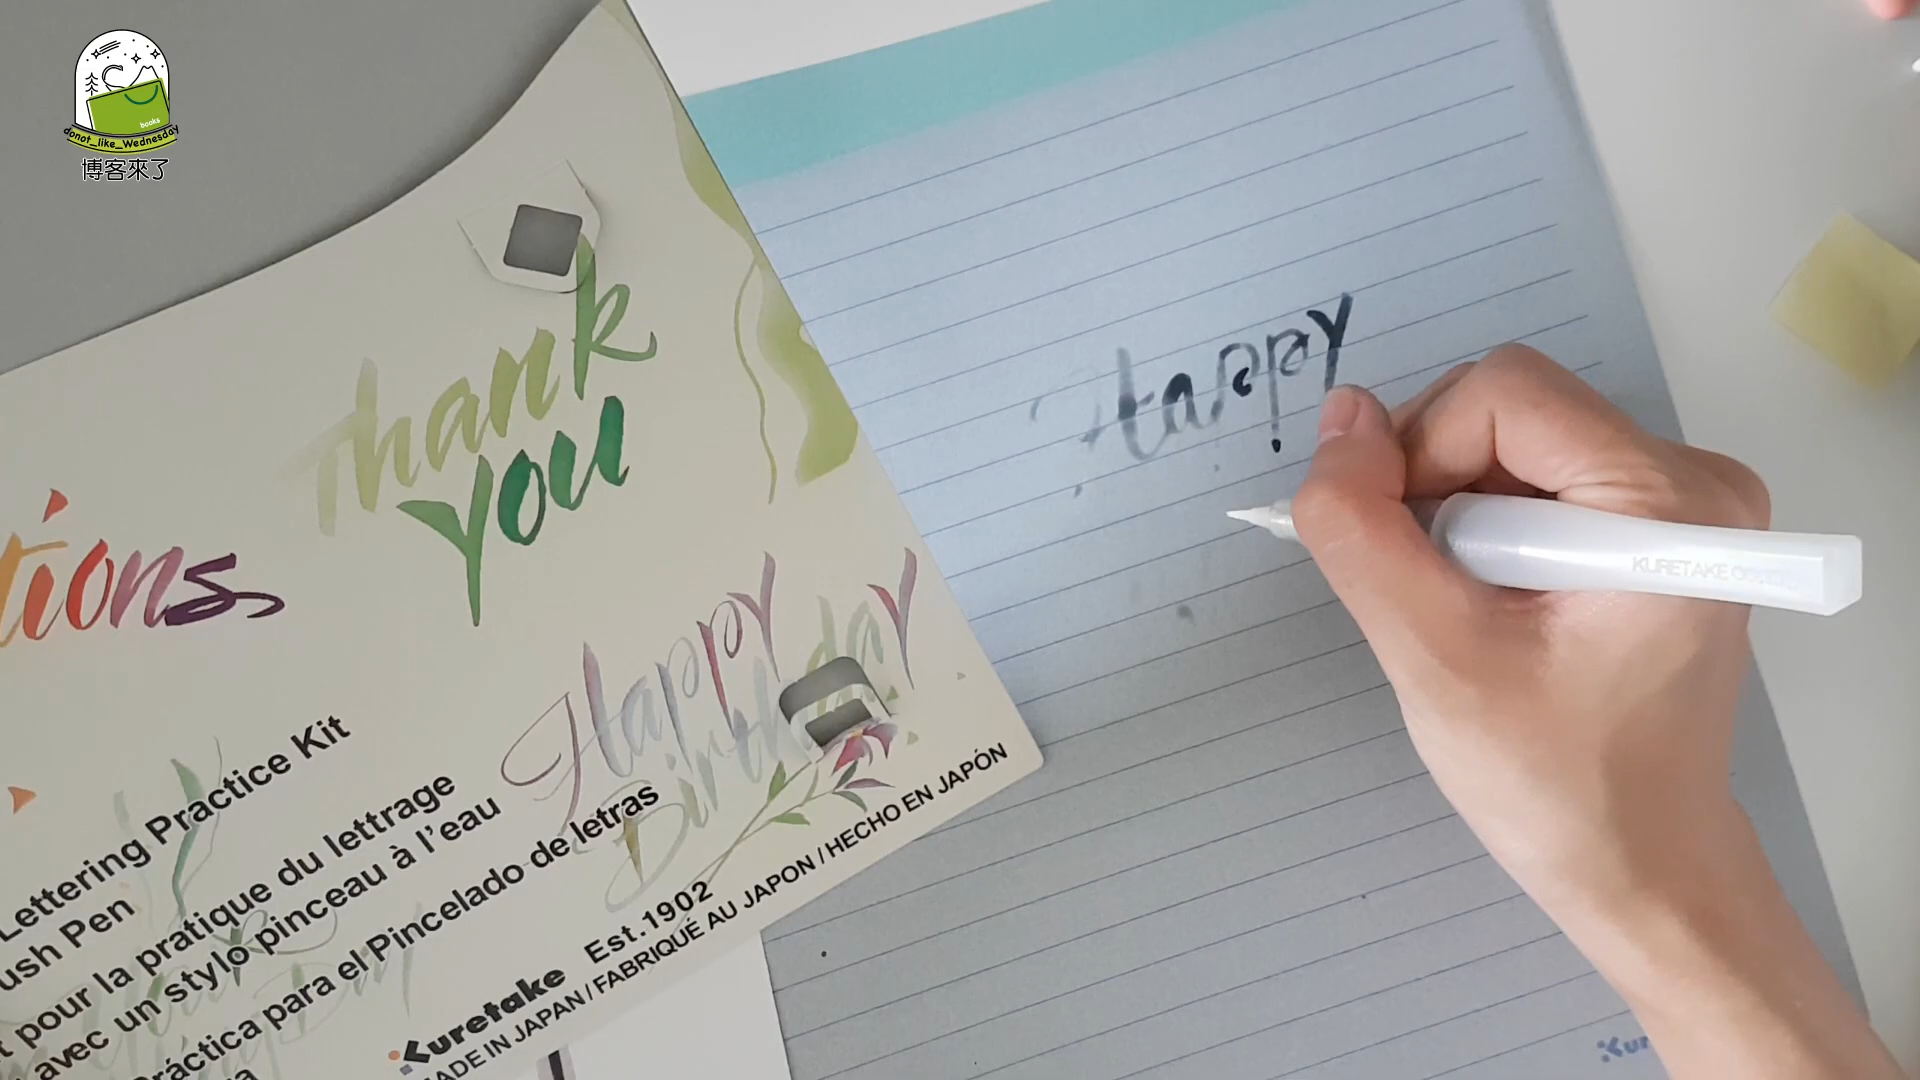 books
donot_like_Wednesday
博客來了
Thank
you
tions
Happy
Birthday
Happy
KURETAKE
Lettering Practice Kit
ush Pen
pour la pratique du lettrage
avec un stylo pinceau à l'eau
ráctica para el Pincelado de letras
Kuretake Est.1902
MADE IN JAPAN / FABRIQUÉ AU JAPON / HECHO EN JAPÓN
Kur